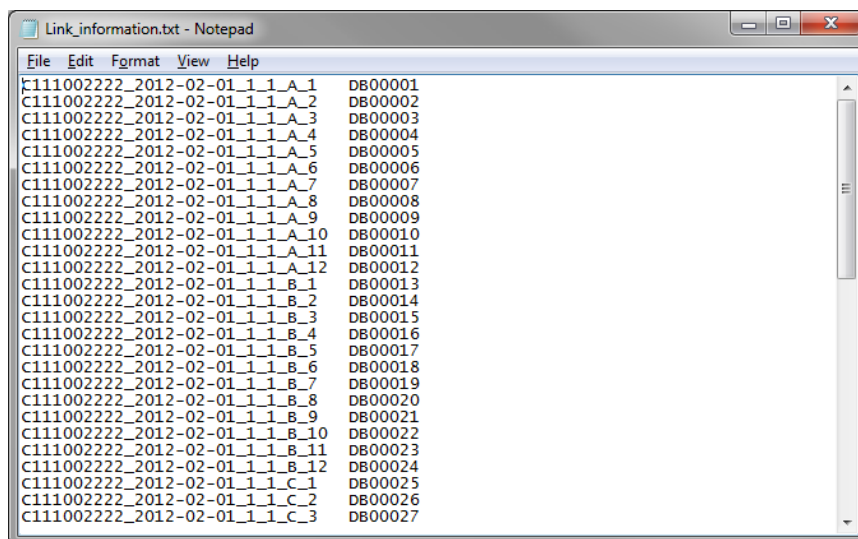 Link_information.txt - Notepad
File Edit Format View Help
C111002222_2012-02-01_1_1_A_1 DB00001
C111002222_2012-02-01_1_1_A_2 DB00002
C111002222_2012-02-01_1_1_A_3 DB00003
C111002222_2012-02-01_1_1_A_4 DB00004
C111002222_2012-02-01_1_1_A_5 DB00005
C111002222_2012-02-01_1_1_A_6 DB00006
C111002222_2012-02-01_1_1_A_7 DB00007
C111002222_2012-02-01_1_1_A_8 DB00008
C111002222_2012-02-01_1_1_A_9 DB00009
C111002222_2012-02-01_1_1_A_10 DB00010
C111002222_2012-02-01_1_1_A_11 DB00011
C111002222_2012-02-01_1_1_A_12 DB00012
C111002222_2012-02-01_1_1_B_1 DB00013
C111002222_2012-02-01_1_1_B_2 DB00014
C111002222_2012-02-01_1_1_B_3 DB00015
C111002222_2012-02-01_1_1_B_4 DB00016
C111002222_2012-02-01_1_1_B_5 DB00017
C111002222_2012-02-01_1_1_B_6 DB00018
C111002222_2012-02-01_1_1_B_7 DB00019
C111002222_2012-02-01_1_1_B_8 DB00020
C111002222_2012-02-01_1_1_B_9 DB00021
C111002222_2012-02-01_1_1_B_10 DB00022
C111002222_2012-02-01_1_1_B_11 DB00023
C111002222_2012-02-01_1_1_B_12 DB00024
C111002222_2012-02-01_1_1_C_1 DB00025
C111002222_2012-02-01_1_1_C_2 DB00026
C111002222_2012-02-01_1_1_C_3 DB00027